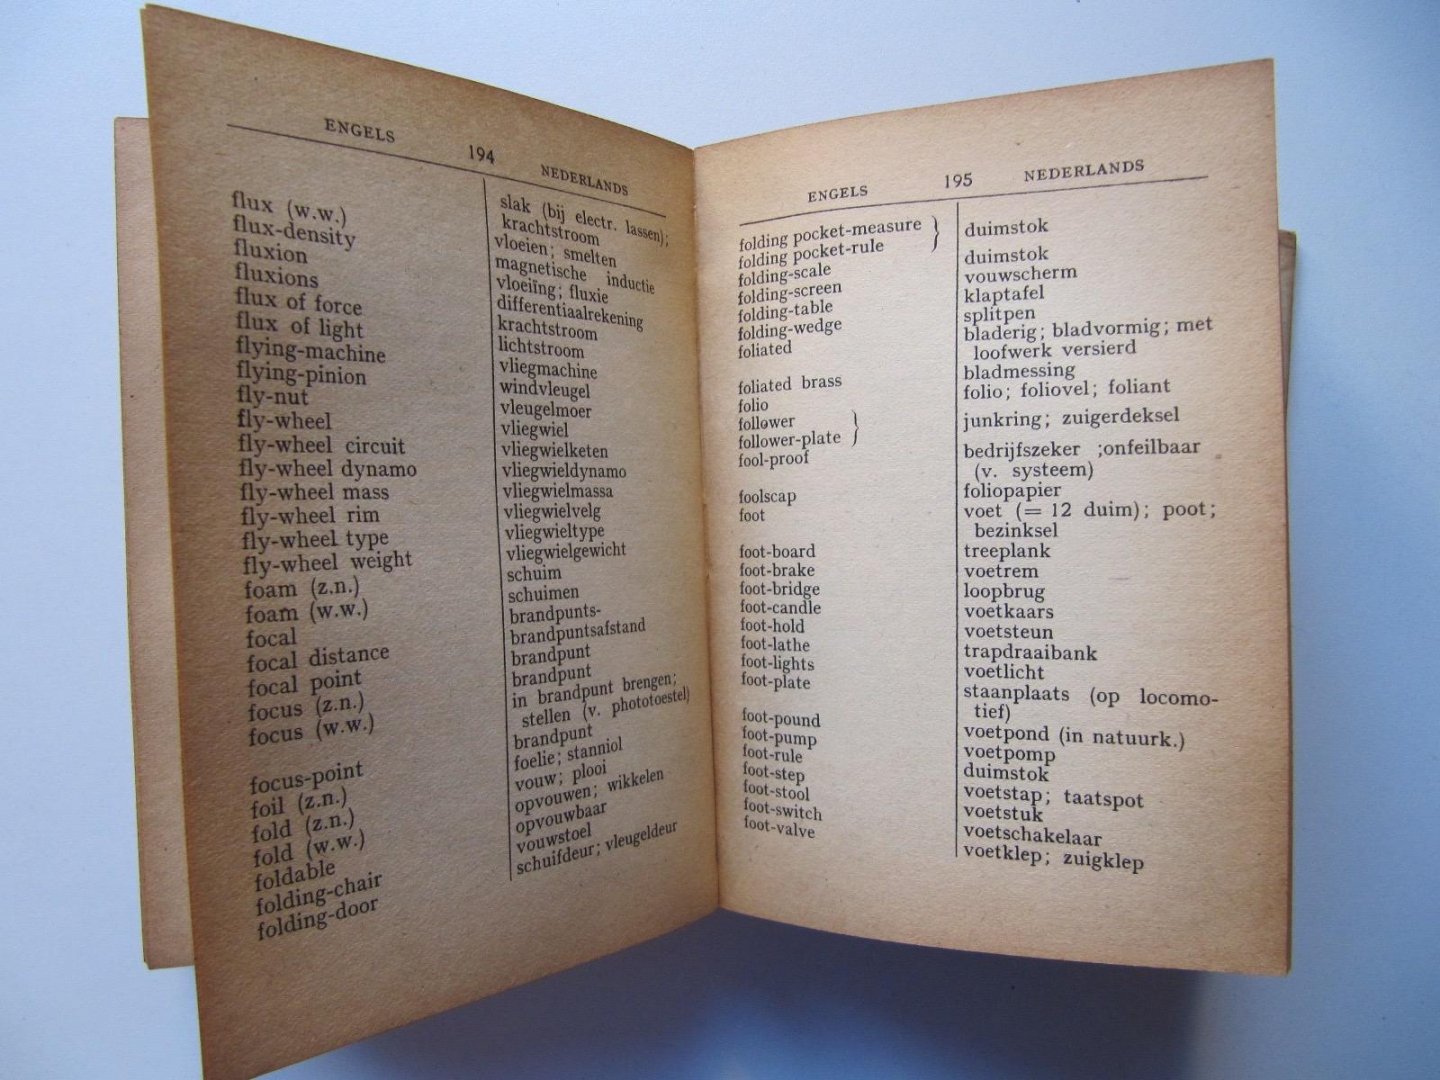 ENGELS 194 NEDERLANDS
slak (bij electr. lassen);
krachtstroom
flux (w.w.) vloeien; smelten
flux-density magnetische inductie
fluxion vloeiïng; fluxie
fluxions differentiaalrekening
flux of force krachtstroom
flux of light lichtstroom
flying-machine vliegmachine
flying-pinion windvleugel
fly-nut vleugelmoer
fly-wheel vliegwiel
fly-wheel circuit vliegwielketen
fly-wheel dynamo vliegwieldynamo
fly-wheel mass vliegwielmassa
fly-wheel rim vliegwielvelg
fly-wheel type vliegwieltype
fly-wheel weight vliegwielgewicht
foam (z.n.) schuim
foam (w.w.) schuimen
focal brandpunts-
focal distance brandpuntsafstand
focal point brandpunt
focus (z.n.) brandpunt
focus (w.w.) in brandpunt brengen;
stellen (v. phototoestel)
focus-point brandpunt
foil (z.n.) foelie; stanniol
fold (z.n.) vouw; plooi
fold (w.w.) opvouwen; wikkelen
foldable opvouwbaar
folding-chair vouwstoel
folding-door schuifdeur; vleugeldeur
ENGELS 195 NEDERLANDS
folding pocket-measure } duimstok
folding pocket-rule
folding-scale duimstok
folding-screen vouwscherm
folding-table klaptafel
folding-wedge splitpen
foliated bladerig; bladvormig; met
loofwerk versierd
foliated brass bladmessing
folio folio; foliovel; foliant
follower } junkring; zuigerdeksel
follower-plate
fool-proof bedrijfszeker ;onfeilbaar
(v. systeem)
foolscap foliopapier
foot voet (= 12 duim); poot;
bezinksel
foot-board treeplank
foot-brake voetrem
foot-bridge loopbrug
foot-candle voetkaars
foot-hold voetsteun
foot-lathe trapdraaibank
foot-lights voetlicht
foot-plate staanplaats (op locomo-
tief)
foot-pound voetpond (in natuurk.)
foot-pump voetpomp
foot-rule duimstok
foot-step voetstap; taatspot
foot-stool voetstuk
foot-switch voetschakelaar
foot-valve voetklep; zuigklep